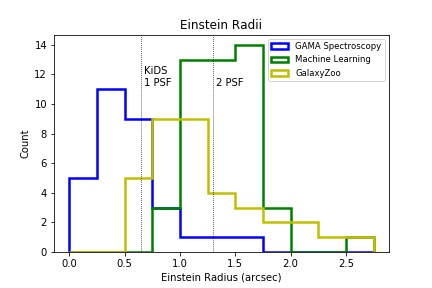 Einstein Radii
GAMA Spectroscopy
Machine Learning
GalaxyZoo
KiDS
1 PSF
2 PSF
Count
14
12
10
8
6
4
2
0
0.0 0.5 1.0 1.5 2.0 2.5
Einstein Radius (arcsec)